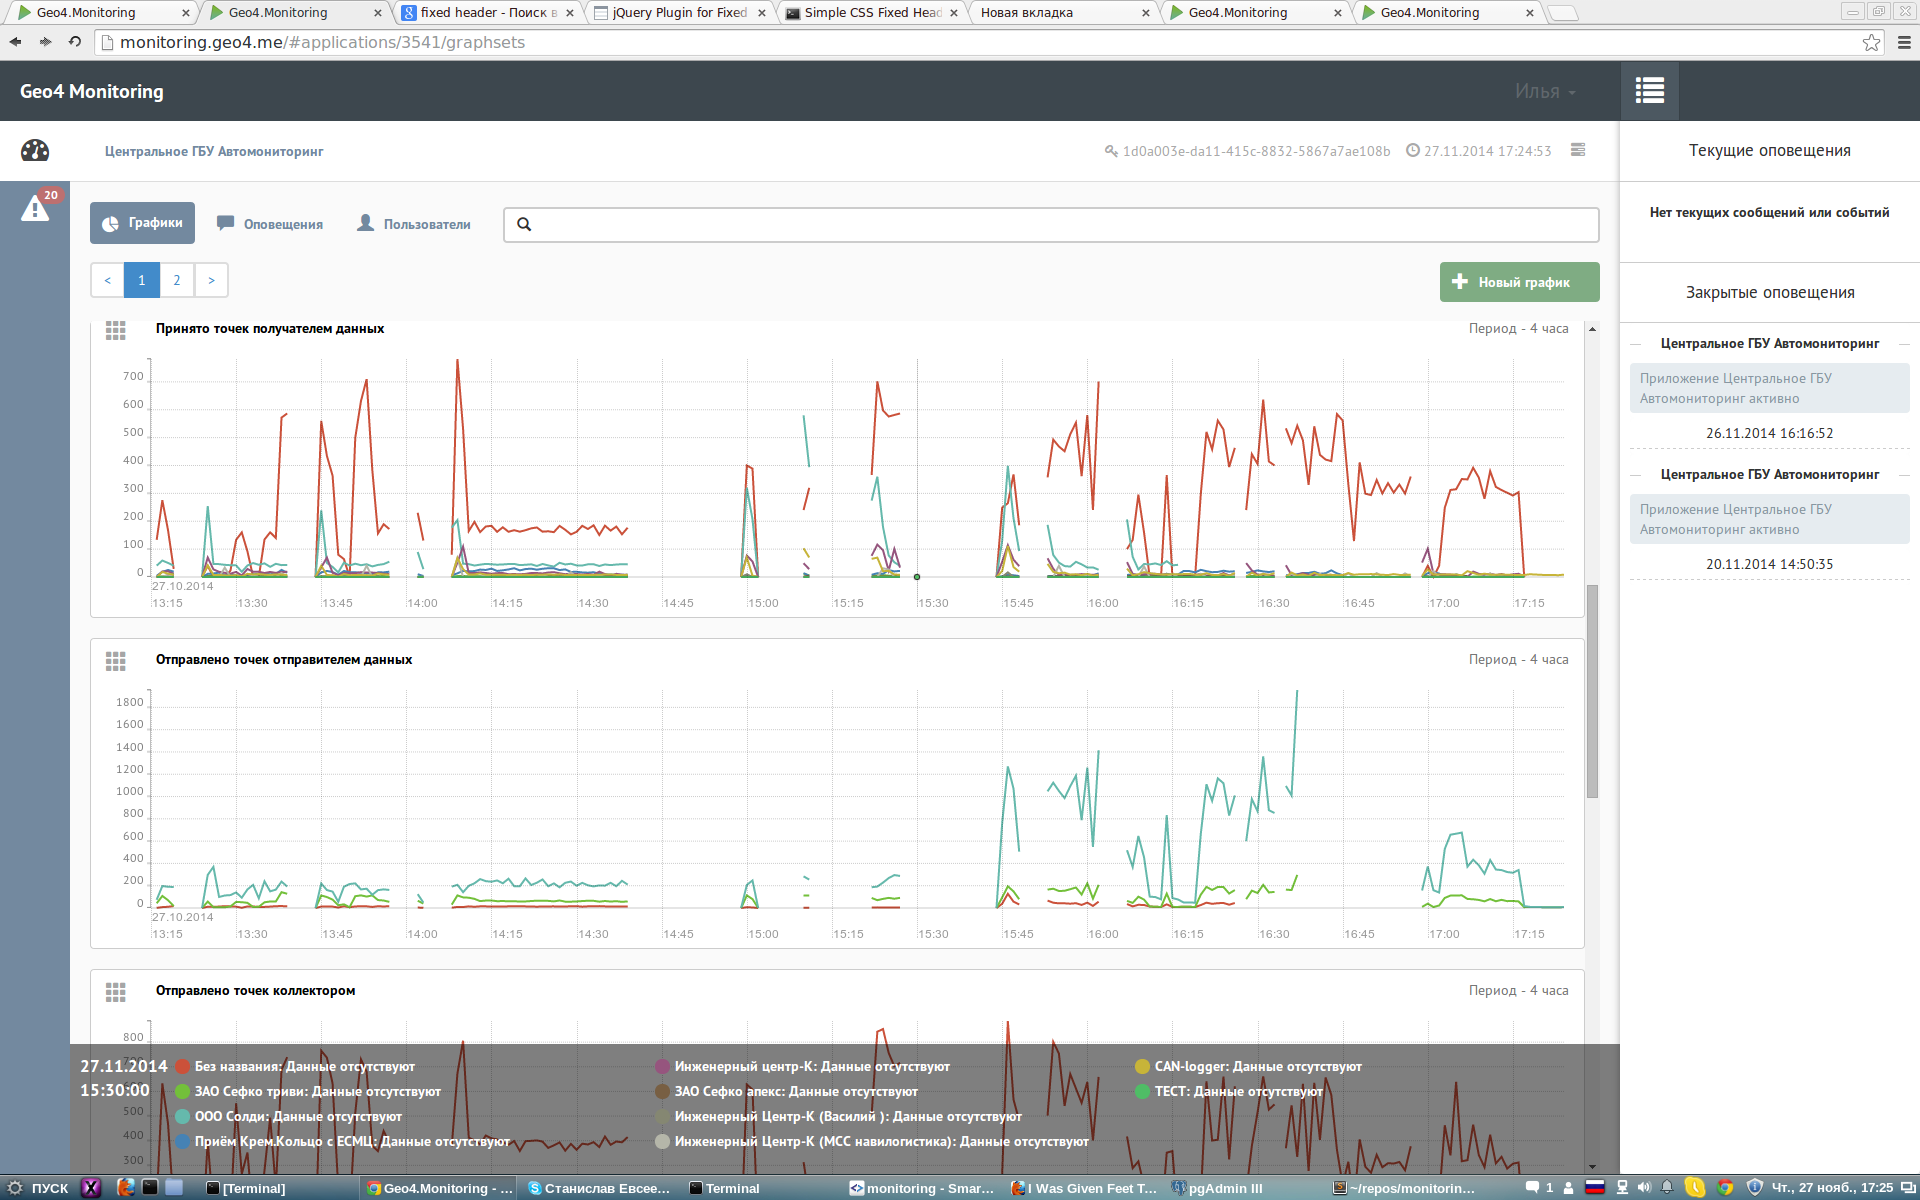 Geo4.Monitoring
Geo4.Monitoring
fixed header - Поиск в
jQuery Plugin for Fixed
Simple CSS Fixed Head
Новая вкладка
Geo4.Monitoring
Geo4.Monitoring
monitoring.geo4.me/#applications/3541/graphsets
Geo4 Monitoring
Илья
Центральное ГБУ Автомониторинг
1d0a003e-da11-415c-8832-5867a7ae108b
27.11.2014 17:24:53
20
Графики
Оповещения
Пользователи
< 1 2 >
Новый график
Принято точек получателем данных
Период - 4 часа
700
600
500
400
300
200
100
0
27.10.2014
13:15 13:30 13:45 14:00 14:15 14:30 14:45 15:00 15:15 15:30 15:45 16:00 16:15 16:30 16:45 17:00 17:15
Отправлено точек отправителем данных
Период - 4 часа
1800
1600
1400
1200
1000
800
600
400
200
0
27.10.2014
13:15 13:30 13:45 14:00 14:15 14:30 14:45 15:00 15:15 15:30 15:45 16:00 16:15 16:30 16:45 17:00 17:15
Отправлено точек коллектором
Период - 4 часа
800
500
400
300
27.11.2014
15:30:00
Без названия: Данные отсутствуют
ЗАО Сефко триви: Данные отсутствуют
ООО Солди: Данные отсутствуют
Приём Крем.Кольцо с ЕСМЦ: Данные отсутствуют
Инженерный центр-К: Данные отсутствуют
ЗАО Сефко апекс: Данные отсутствуют
Инженерный Центр-К (Василий ): Данные отсутствуют
Инженерный Центр-К (МСС навилогистика): Данные отсутствуют
CAN-logger: Данные отсутствуют
ТЕСТ: Данные отсутствуют
Текущие оповещения
Нет текущих сообщений или событий
Закрытые оповещения
Центральное ГБУ Автомониторинг
Приложение Центральное ГБУ
Автомониторинг активно
26.11.2014 16:16:52
Центральное ГБУ Автомониторинг
Приложение Центральное ГБУ
Автомониторинг активно
20.11.2014 14:50:35
ПУСК
[Terminal]
Geo4.Monitoring - ...
Станислав Евсее...
Terminal
monitoring - Smar...
I Was Given Feet T...
pgAdmin III
~/repos/monitorin...
1
Чт., 27 нояб., 17:25